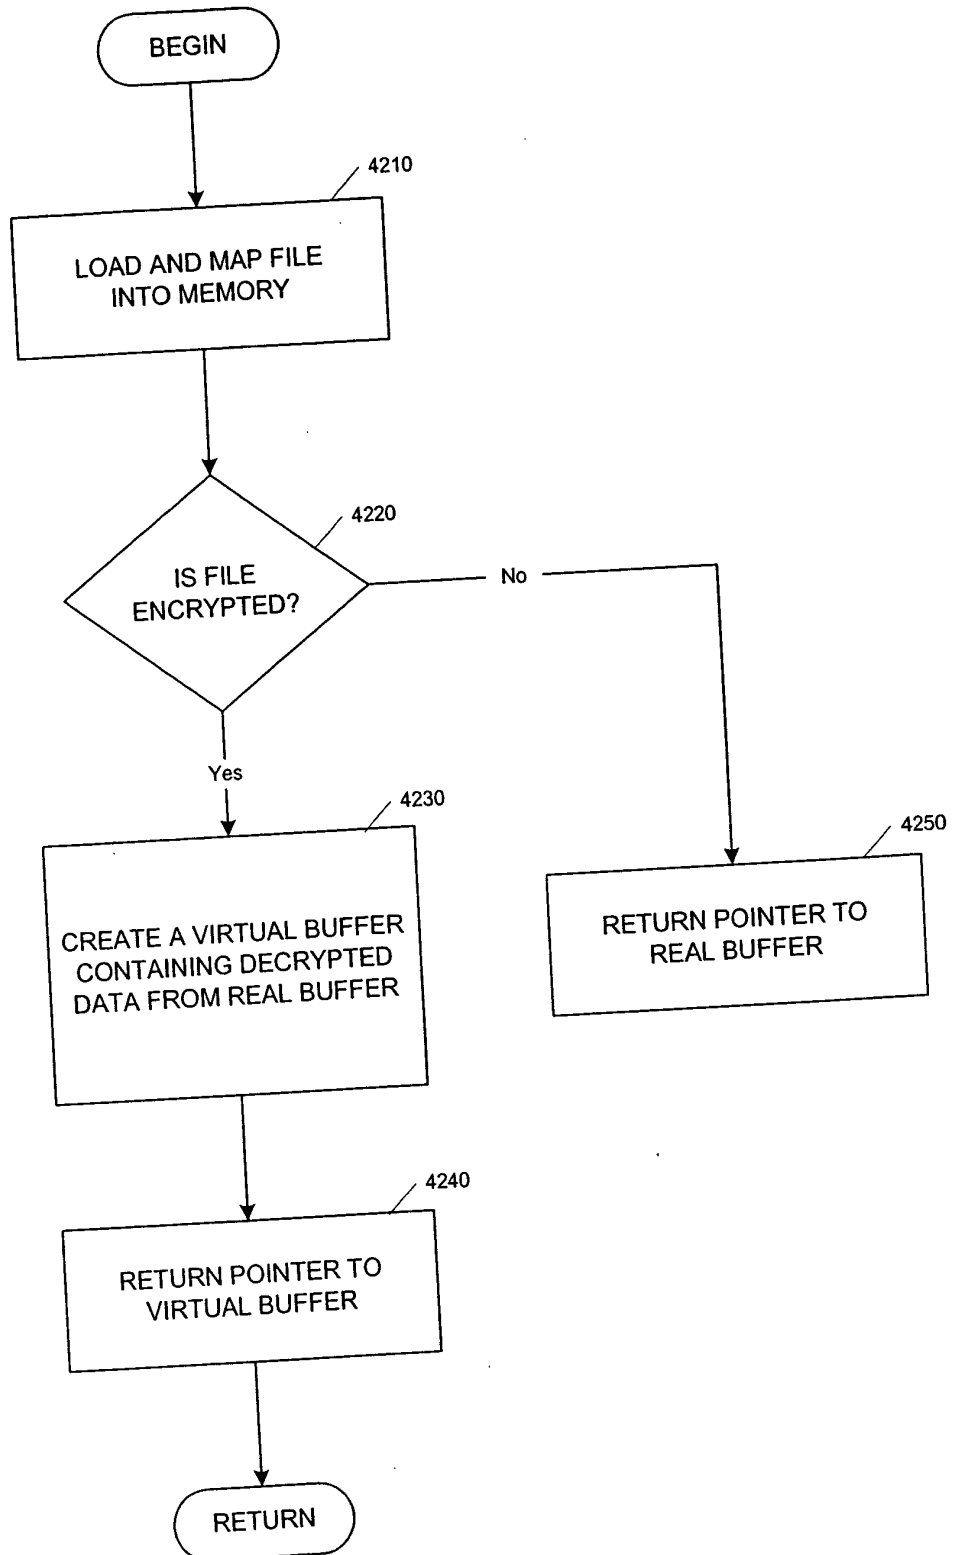 BEGIN
4210
LOAD AND MAP FILE
INTO MEMORY
4220
IS FILE
ENCRYPTED?
No
Yes
4230
CREATE A VIRTUAL BUFFER
CONTAINING DECRYPTED
DATA FROM REAL BUFFER
4250
RETURN POINTER TO
REAL BUFFER
4240
RETURN POINTER TO
VIRTUAL BUFFER
RETURN